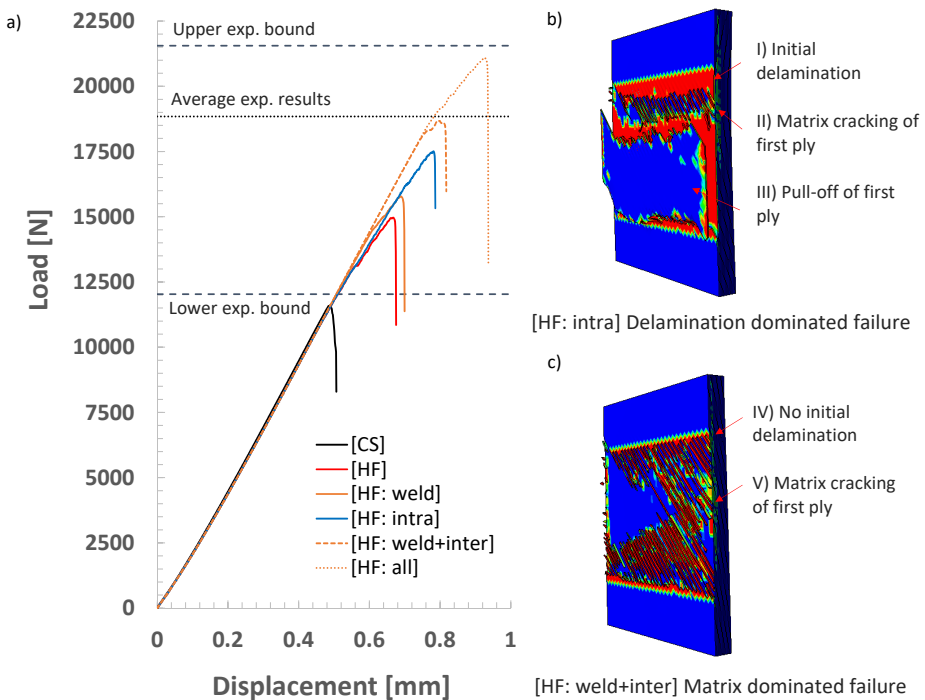 a)
Load [N]
22500
20000
17500
15000
12500
10000
7500
5000
2500
0
Upper exp. bound
Average exp. results
Lower exp. bound
[CS]
[HF]
[HF: weld]
[HF: intra]
[HF: weld+inter]
[HF: all]
0
0.2
0.4
0.6
0.8
1
Displacement [mm]
b)
I) Initial
delamination
II) Matrix cracking of
first ply
III) Pull-off of first
ply
[HF: intra] Delamination dominated failure
c)
IV) No initial
delamination
V) Matrix cracking
of first ply
[HF: weld+inter] Matrix dominated failure